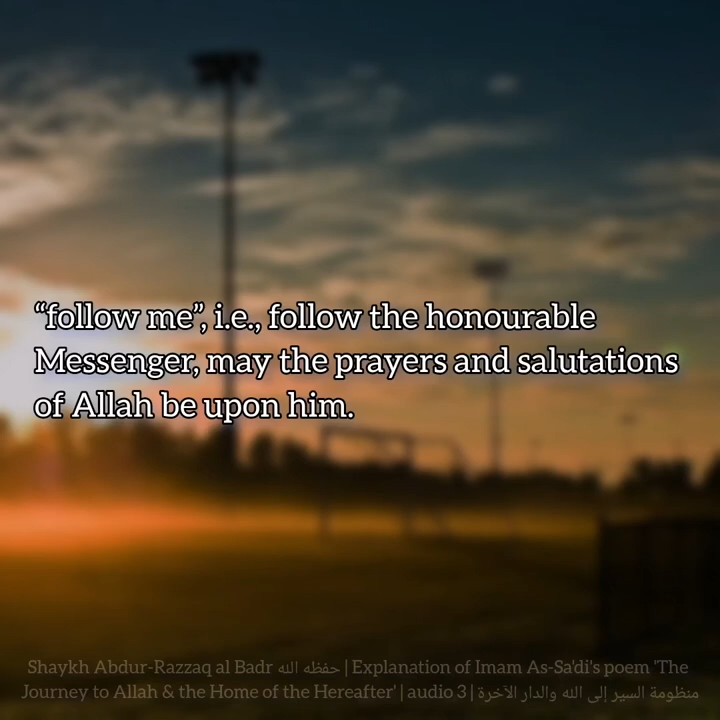 “follow me”, i.e., follow the honourable
Messenger, may the prayers and salutations
of Allah be upon him.
Shaykh Abdur-Razzaq al Badr حفظه الله | Explanation of Imam As-Sa'di's poem 'The
Journey to Allah & the Home of the Hereafter' | audio 3 | منظومة السير إلى الله والدار الآخرة